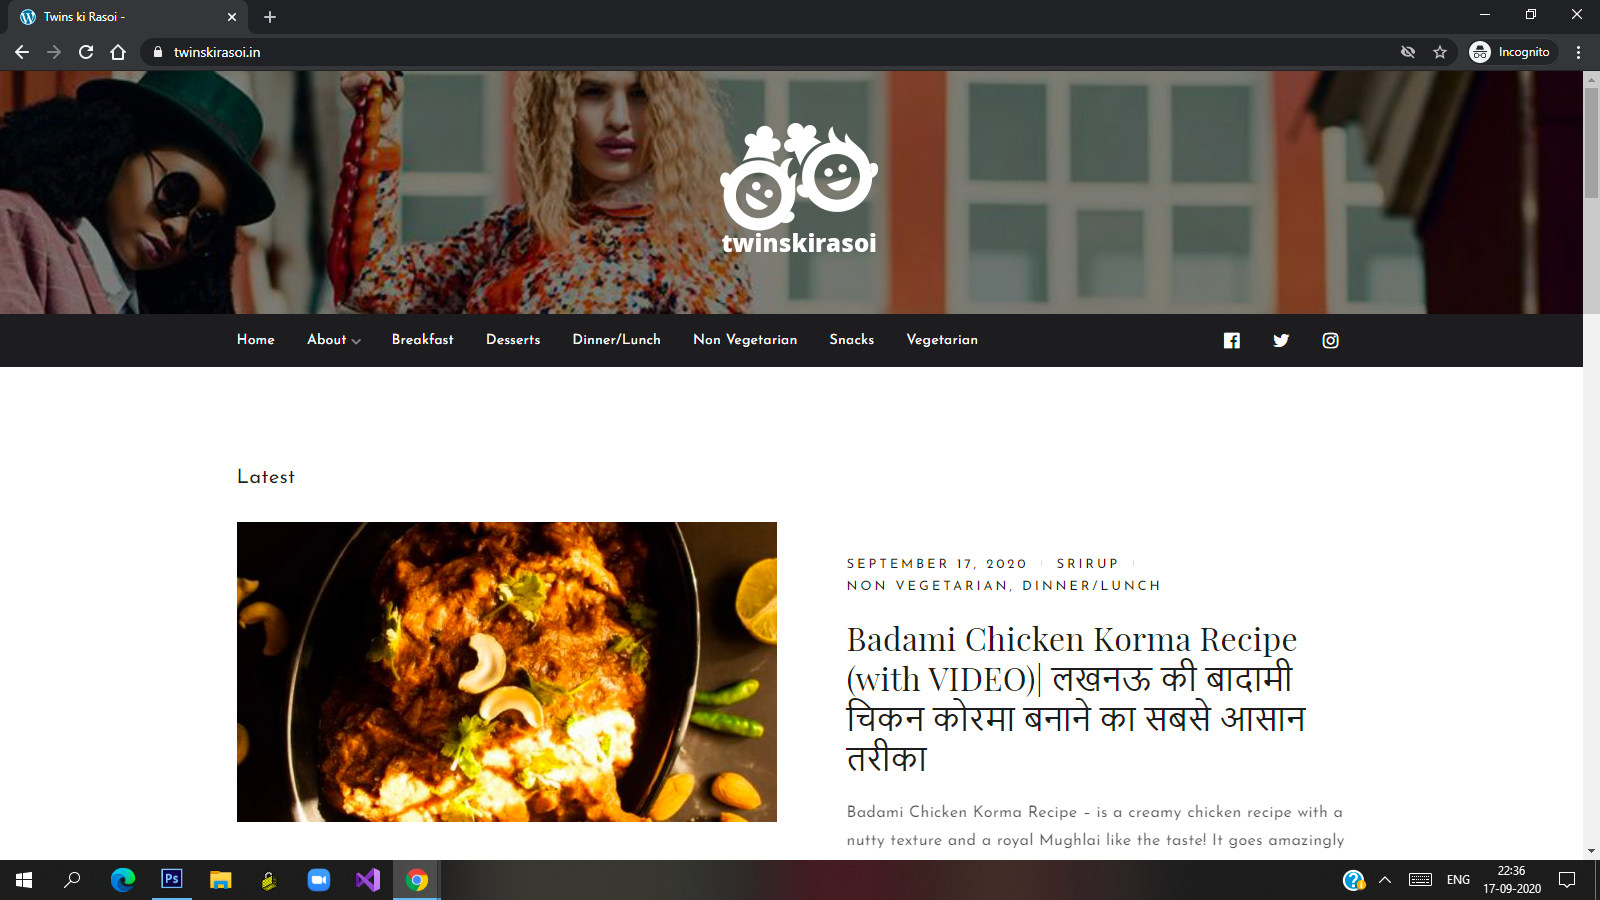 Twins ki Rasoi -
twinskirasoi.in
Incognito
twinskirasoi
Home About Breakfast Desserts Dinner/Lunch Non Vegetarian Snacks Vegetarian
Latest
SEPTEMBER 17, 2020 SRIRUP
NON VEGETARIAN, DINNER/LUNCH
Badami Chicken Korma Recipe
(with VIDEO)| लखनऊ की बादामी
चिकन कोरमा बनाने का सबसे आसान
तरीका
Badami Chicken Korma Recipe – is a creamy chicken recipe with a
nutty texture and a royal Mughlai like the taste! It goes amazingly
Ps
ENG
22:36
17-09-2020